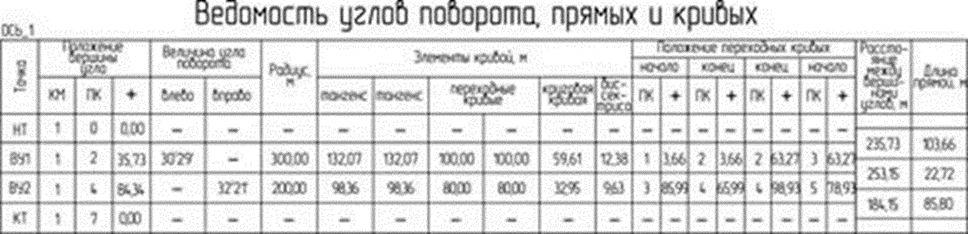 Ведомость углов поворота, прямых и кривых
ОСЬ_1
Точка Положение вершины угла Величина угла поворота Радиус, м Элементы кривой, м Положение переходных кривых Расстояние между вершинами углов, м Длина прямой, м
начало конец конец начало
КМ ПК + влево вправо тангенс тангенс переходные кривые круговая кривая биссектриса ПК + ПК + ПК + ПК +
НТ 1 0 0,00 – – – – – – – – – – – – – – – – –
235,73 103,66
ВУ1 1 2 35,73 30°29' – 300,00 132,07 132,07 100,00 100,00 59,61 12,38 1 3,66 2 3,66 2 63,27 3 63,27
253,15 22,72
ВУ2 1 4 84,34 – 32°21' 200,00 98,36 98,36 80,00 80,00 32,95 9,63 3 85,99 4 65,99 4 98,93 5 78,93
184,15 85,80
КТ 1 7 0,00 – – – – – – – – – – – – – – – – –